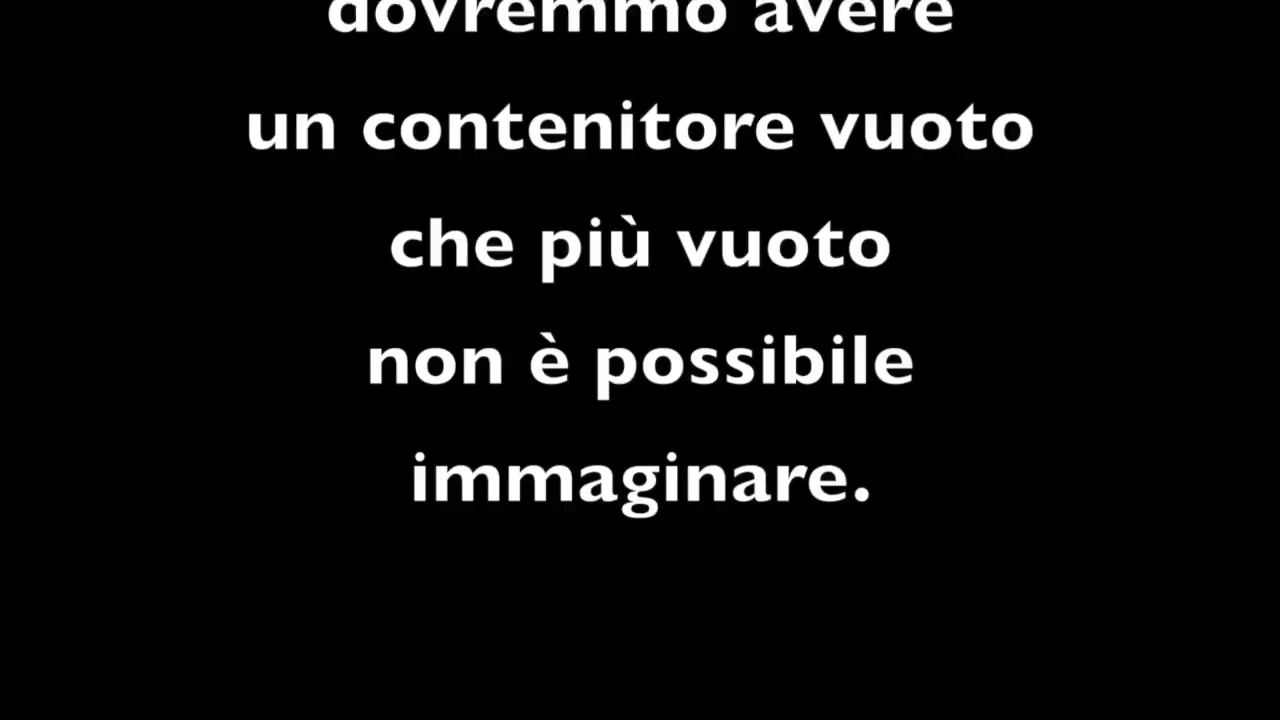 dovremmo avere
un contenitore vuoto
che più vuoto
non è possibile
immaginare.